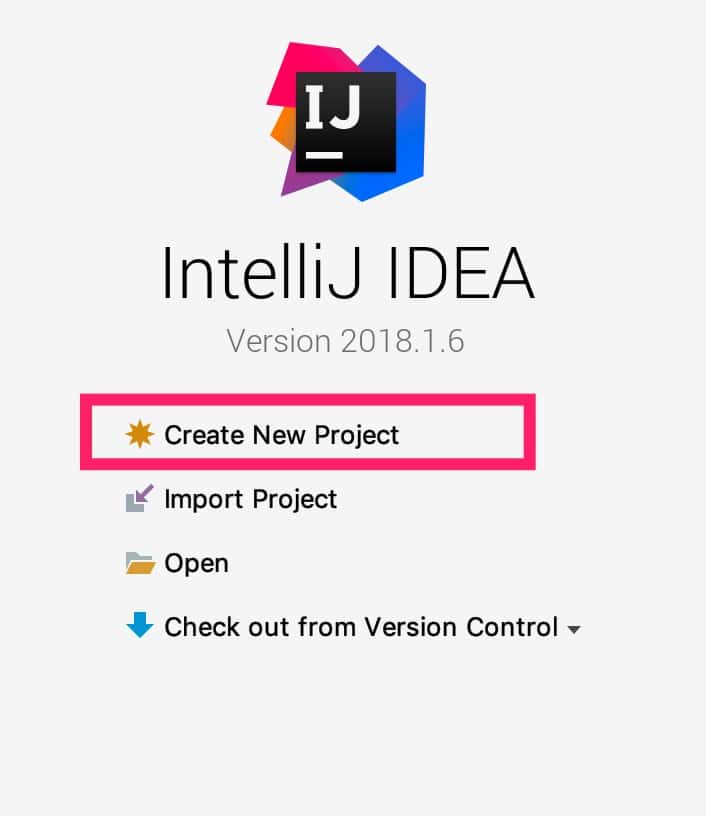 IJ
IntelliJ IDEA
Version 2018.1.6
Create New Project
Import Project
Open
Check out from Version Control